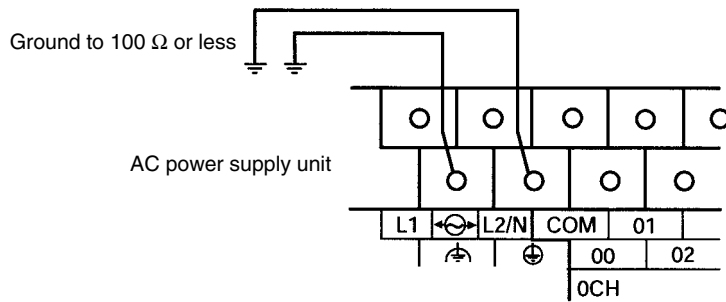 Ground to 100 Ω or less
AC power supply unit
L1 L2/N COM 01
00 02
0CH